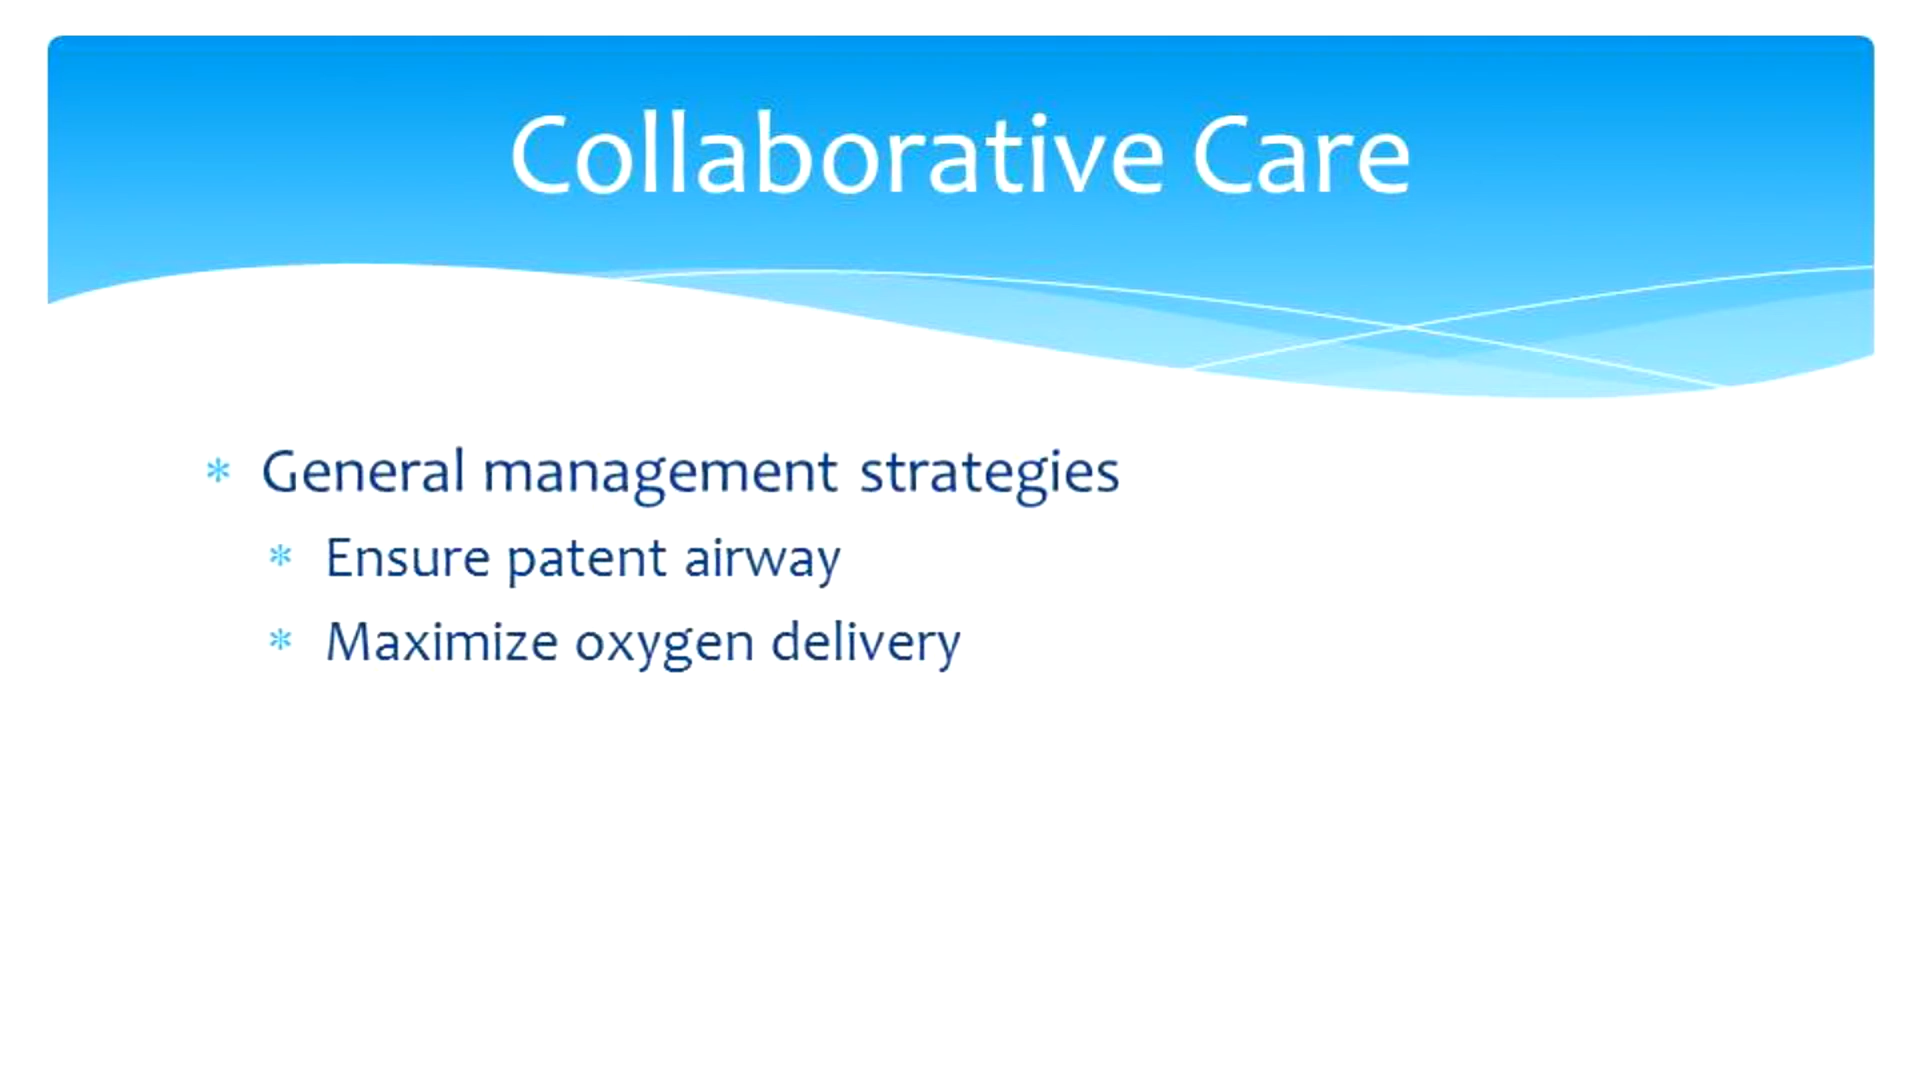 Collaborative Care
* General management strategies
* Ensure patent airway
* Maximize oxygen delivery